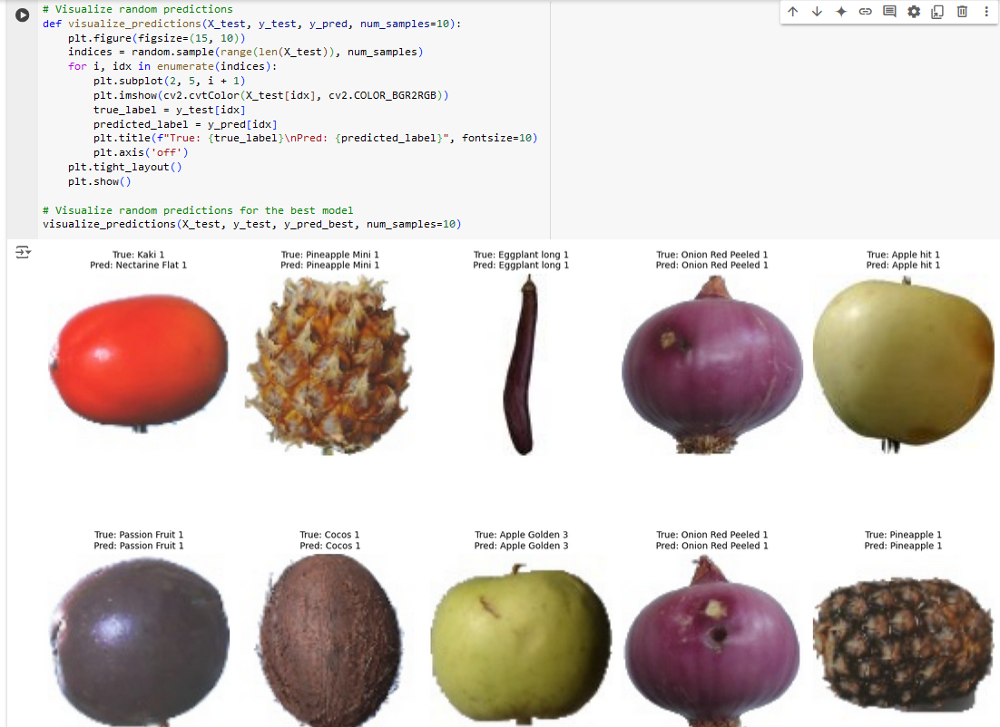 # Visualize random predictions
def visualize_predictions(X_test, y_test, y_pred, num_samples=10):
    plt.figure(figsize=(15, 10))
    indices = random.sample(range(len(X_test)), num_samples)
    for i, idx in enumerate(indices):
        plt.subplot(2, 5, i + 1)
        plt.imshow(cv2.cvtColor(X_test[idx], cv2.COLOR_BGR2RGB))
        true_label = y_test[idx]
        predicted_label = y_pred[idx]
        plt.title(f"True: {true_label}\nPred: {predicted_label}", fontsize=10)
        plt.axis('off')
    plt.tight_layout()
    plt.show()
# Visualize random predictions for the best model
visualize_predictions(X_test, y_test, y_pred_best, num_samples=10)
True: Kaki 1
Pred: Nectarine Flat 1
True: Pineapple Mini 1
Pred: Pineapple Mini 1
True: Eggplant long 1
Pred: Eggplant long 1
True: Onion Red Peeled 1
Pred: Onion Red Peeled 1
True: Apple hit 1
Pred: Apple hit 1
True: Passion Fruit 1
Pred: Passion Fruit 1
True: Cocos 1
Pred: Cocos 1
True: Apple Golden 3
Pred: Apple Golden 3
True: Onion Red Peeled 1
Pred: Onion Red Peeled 1
True: Pineapple 1
Pred: Pineapple 1